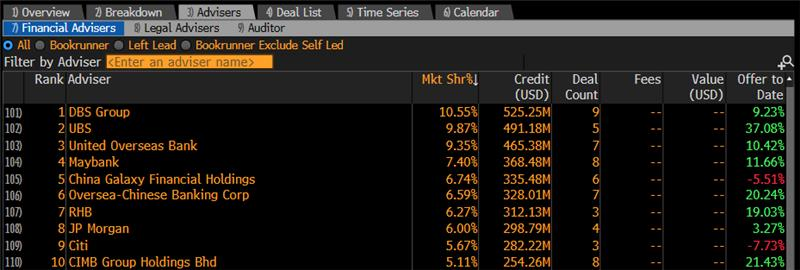 1) Overview 2) Breakdown 3) Advisers 4) Deal List 5) Time Series 6) Calendar
7) Financial Advisers 8) Legal Advisers 9) Auditor
All Bookrunner Left Lead Bookrunner Exclude Self Led
Filter by Adviser <Enter an adviser name>
Rank Adviser Mkt Shr%↓ Credit (USD) Deal Count Fees Value (USD) Offer to Date
101) 1 DBS Group 10.55% 525.25M 9 -- -- 9.23%
102) 2 UBS 9.87% 491.18M 5 -- -- 37.08%
103) 3 United Overseas Bank 9.35% 465.38M 7 -- -- 10.42%
104) 4 Maybank 7.40% 368.48M 8 -- -- 11.66%
105) 5 China Galaxy Financial Holdings 6.74% 335.48M 6 -- -- -5.51%
106) 6 Oversea-Chinese Banking Corp 6.59% 328.01M 7 -- -- 20.24%
107) 7 RHB 6.27% 312.13M 3 -- -- 19.03%
108) 8 JP Morgan 6.00% 298.79M 4 -- -- 3.27%
109) 9 Citi 5.67% 282.22M 3 -- -- -7.73%
110) 10 CIMB Group Holdings Bhd 5.11% 254.26M 8 -- -- 21.43%